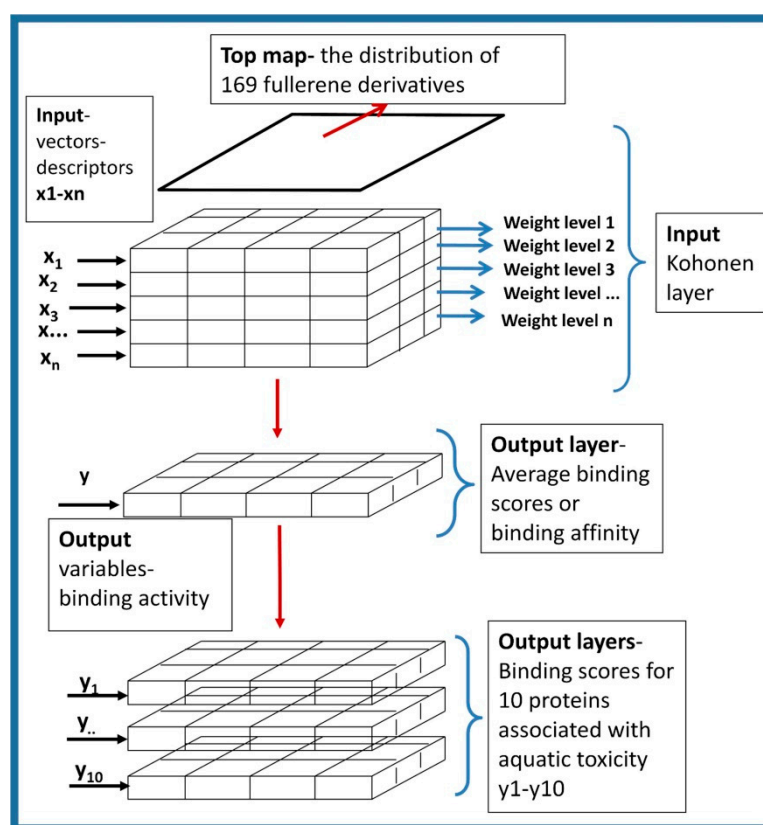 Top map- the distribution of
169 fullerene derivatives
Input-
vectors-
descriptors
x1-xn
x1
x2
x3
x...
xn
Weight level 1
Weight level 2
Weight level 3
Weight level ...
Weight level n
Input
Kohonen
layer
y
Output
variables-
binding activity
Output layer-
Average binding
scores or
binding affinity
y1
y..
y10
Output layers-
Binding scores for
10 proteins
associated with
aquatic toxicity
y1-y10